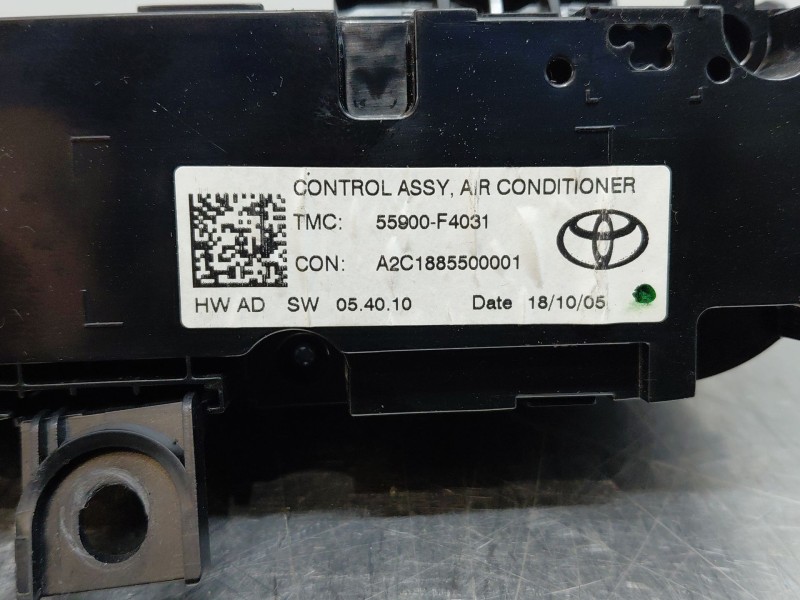 CONTROL ASSY, AIR CONDITIONER
TMC: 55900-F4031
CON: A2C1885500001
HW AD SW 05.40.10 Date 18/10/05